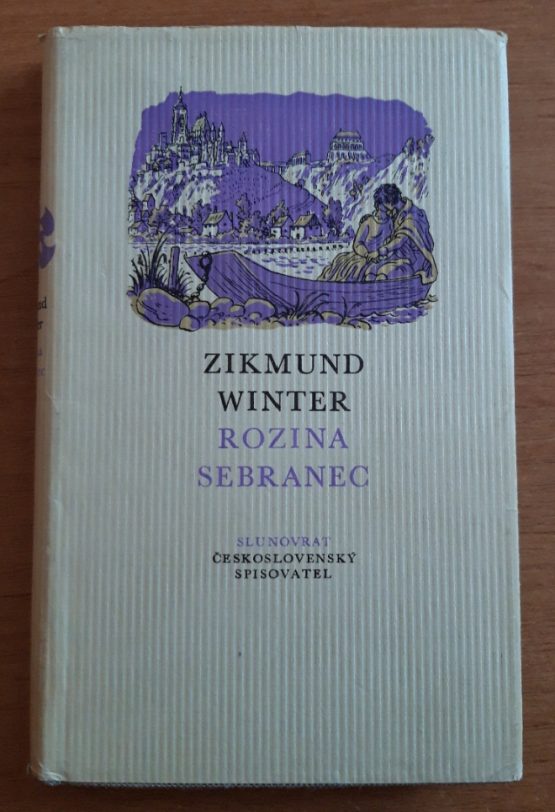 ZIKMUND
WINTER
ROZINA
SEBRANEC
SLUNOVRAT
ČESKOSLOVENSKÝ
SPISOVATEL